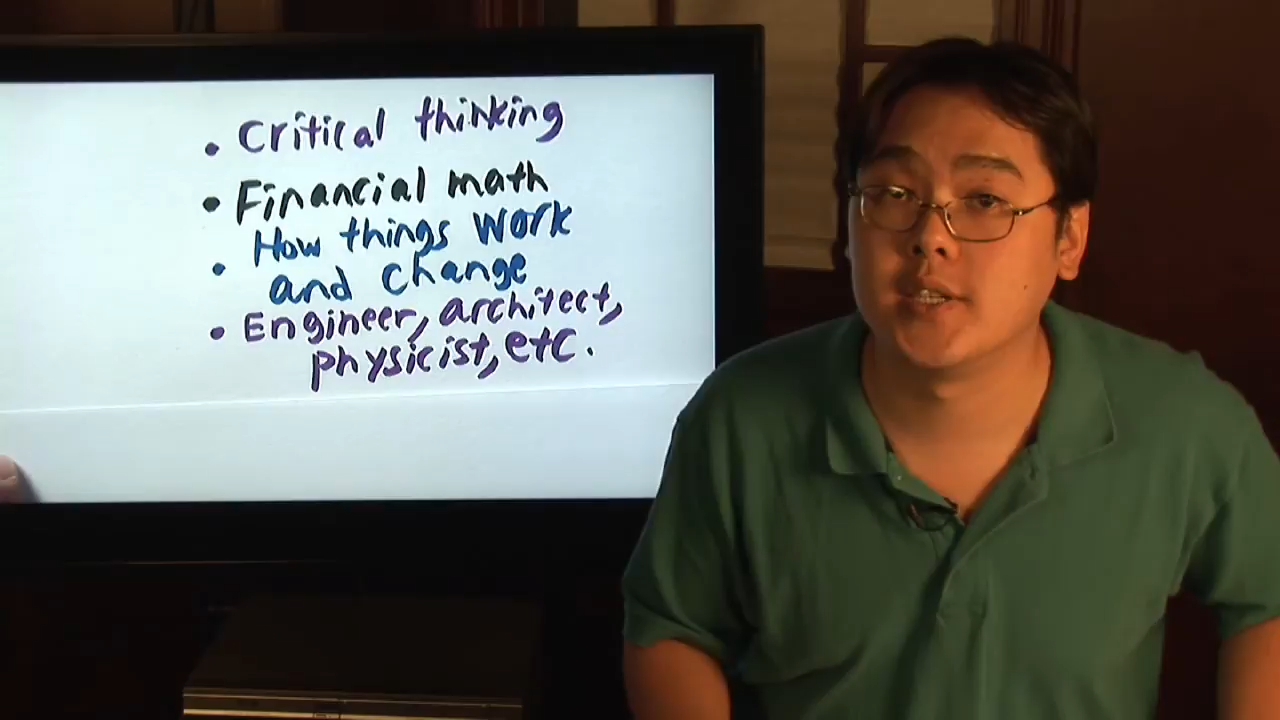 • Critical thinking
• Financial math
• How things work
and change
• Engineer, architect,
physicist, etc.